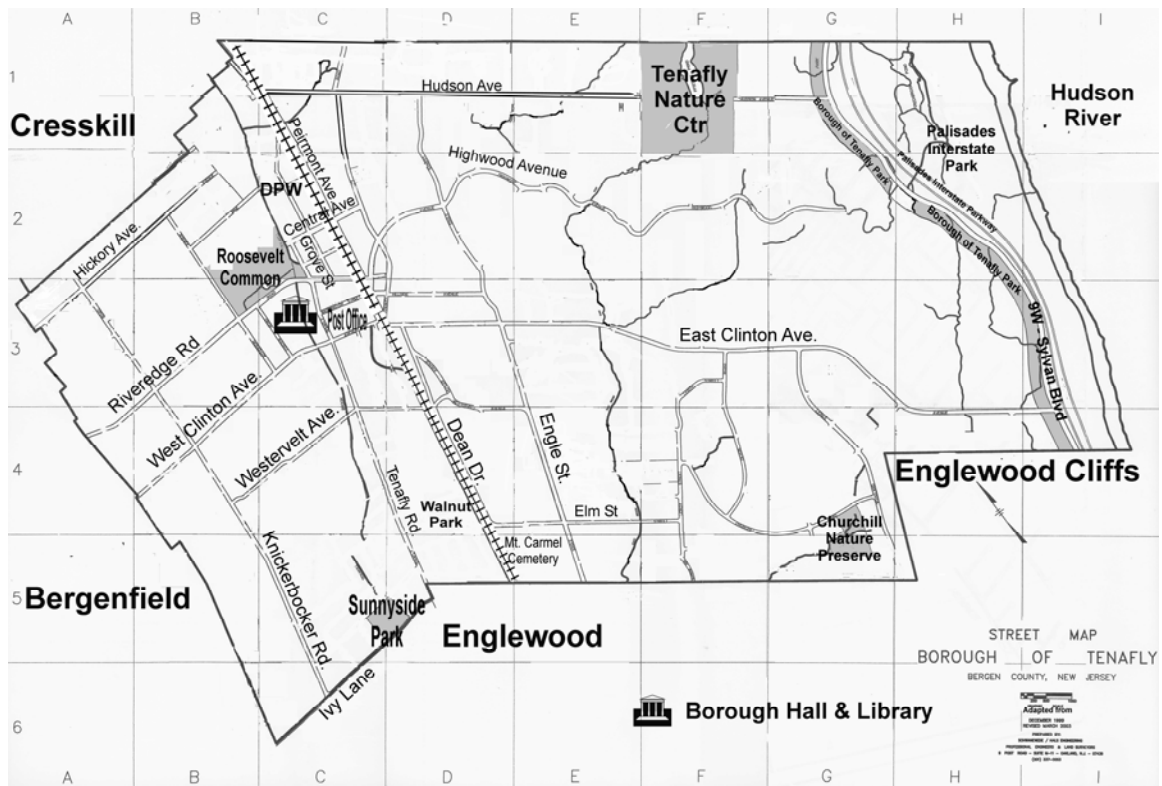 A B C D E F G H I
1
Hudson Ave
Tenafly
Nature
Ctr
Hudson
River
Cresskill
Borough of Tenafly Park
Palisades
Interstate
Park
Piermont Ave.
Highwood Avenue
Palisades Interstate Parkway
2
DPW
Central Ave
Grove St
Borough of Tenafly Park
Hickory Ave.
Roosevelt
Common
Post Office
9W - Sylvan Blvd
3
East Clinton Ave.
Riveredge Rd
West Clinton Ave.
Westervelt Ave.
Dean Dr
Engle St.
4
Tenafly Rd
Englewood Cliffs
Walnut
Park
Elm St
Churchill
Nature
Preserve
Mt. Carmel
Cemetery
Knickerbocker Rd.
5
Bergenfield
Sunnyside
Park
Englewood
STREET MAP
BOROUGH OF TENAFLY
BERGEN COUNTY, NEW JERSEY
Ivy Lane
Borough Hall & Library
Adapted from
6
A B C D E F G H I